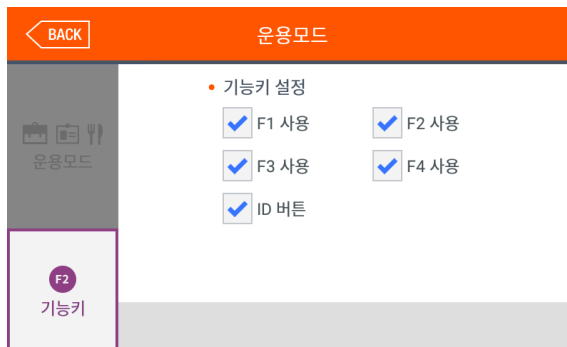 BACK
운용모드
운용모드
F2
기능키
• 기능키 설정
F1 사용
F2 사용
F3 사용
F4 사용
ID 버튼